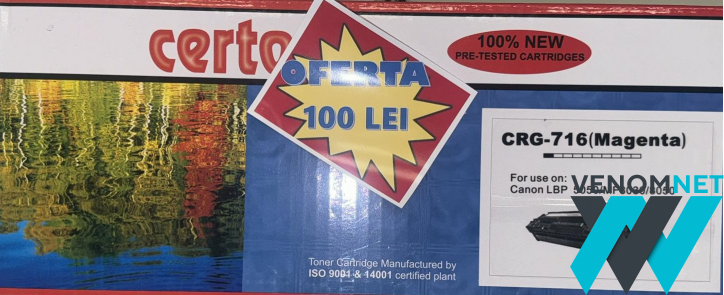 certo
100% NEW
PRE-TESTED CARTRIDGES
OFERTA
100 LEI
CRG-716(Magenta)
For use on:
Canon LBP
VENOMNET
Toner Cartridge Manufactured by
ISO 9001 & 14001 certified plant